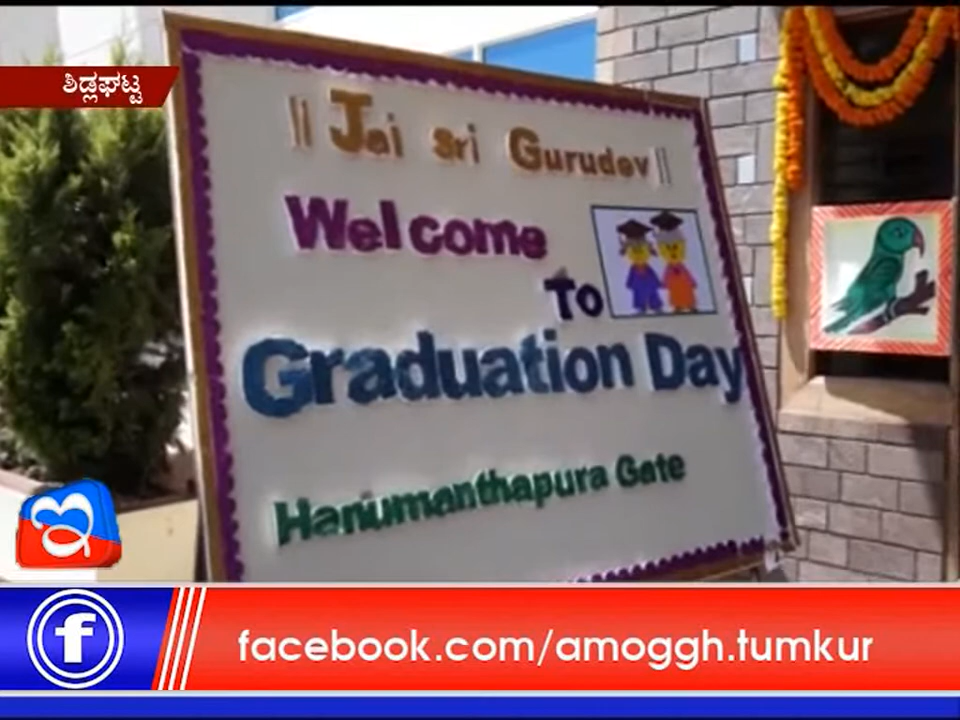 ಶಿಡ್ಲಘಟ್ಟ
|| Jai sri Gurudev ||
Welcome
To
Graduation Day
Hanumanthapura Gate
ಇ
f
facebook.com/amoggh.tumkur